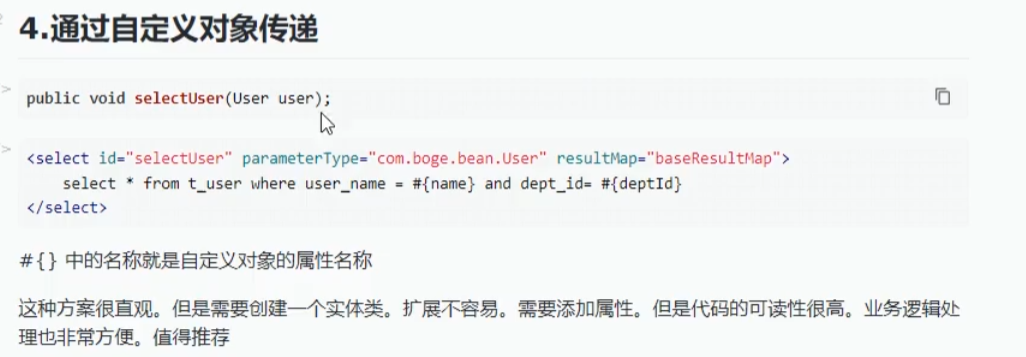 4.通过自定义对象传递
public void selectUser(User user);
<select id="selectUser" parameterType="com.boge.bean.User" resultMap="baseResultMap">
select * from t_user where user_name = #{name} and dept_id= #{deptId}
</select>
#{} 中的名称就是自定义对象的属性名称
这种方案很直观。但是需要创建一个实体类。扩展不容易。需要添加属性。但是代码的可读性很高。业务逻辑处
理也非常方便。值得推荐